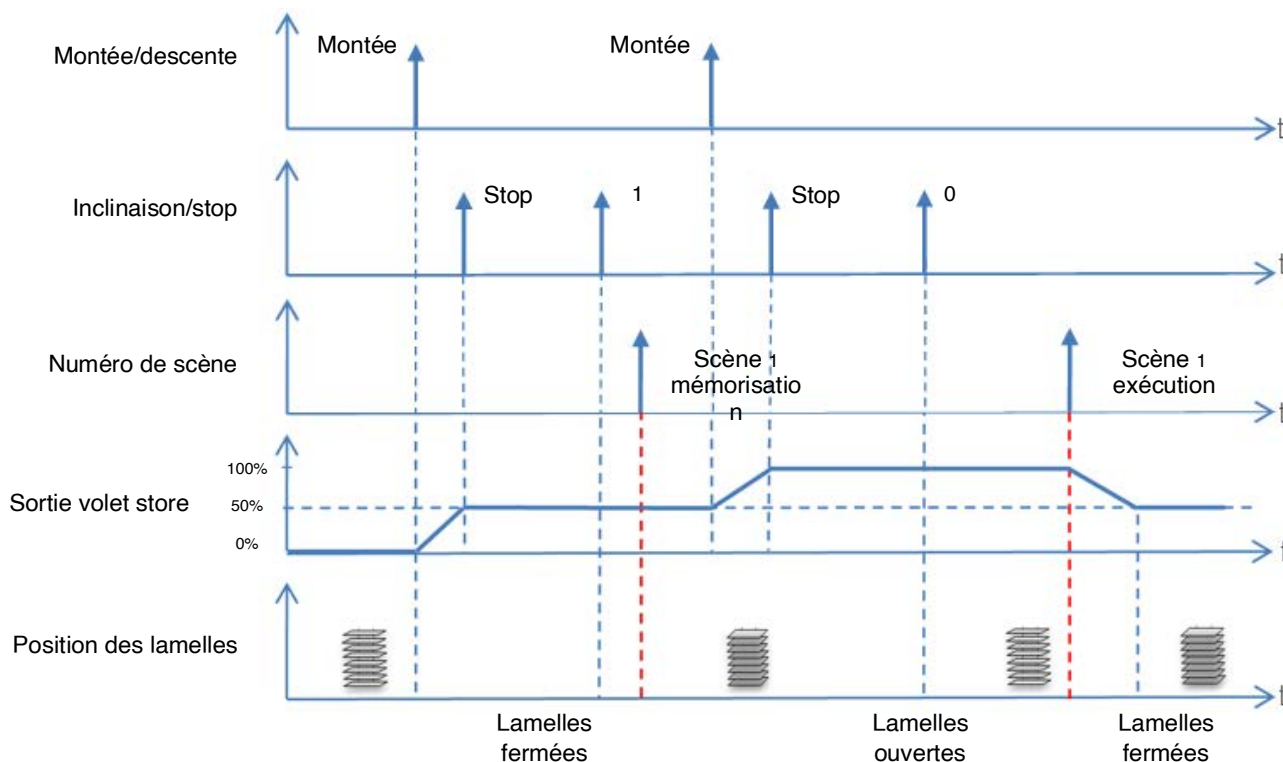 Montée/descente
Montée
Montée
t
Inclinaison/stop
Stop
1
Stop
0
t
Numéro de scène
Scène 1
mémorisatio
n
Scène 1
exécution
t
Sortie volet store
100%
50%
0%
t
Position des lamelles
t
Lamelles
fermées
Lamelles
ouvertes
Lamelles
fermées